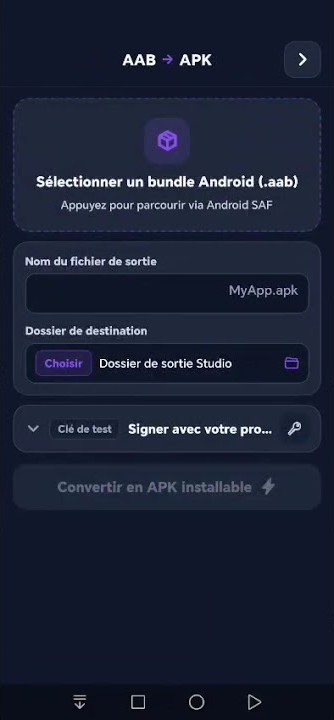 AAB → APK
Sélectionner un bundle Android (.aab)
Appuyez pour parcourir via Android SAF
Nom du fichier de sortie
MyApp.apk
Dossier de destination
Choisir Dossier de sortie Studio
Clé de test Signer avec votre pro...
Convertir en APK installable